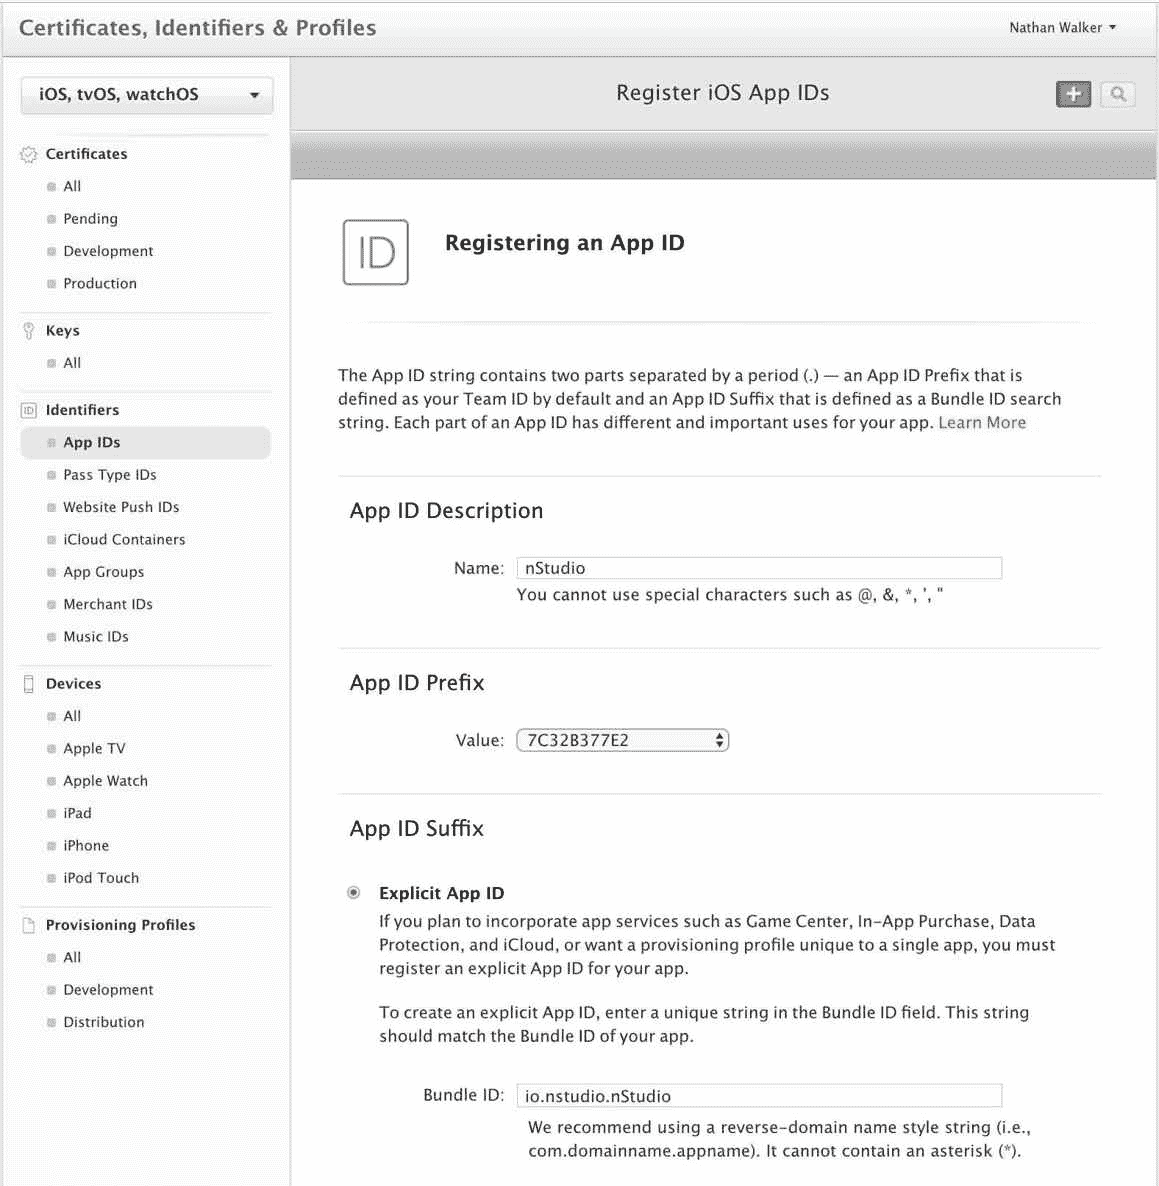 Certificates, Identifiers & Profiles
Nathan Walker
iOS, tvOS, watchOS
Register iOS App IDs
Certificates
All
Pending
Development
Production
Keys
All
Identifiers
App IDs
Pass Type IDs
Website Push IDs
iCloud Containers
App Groups
Merchant IDs
Music IDs
Devices
All
Apple TV
Apple Watch
iPad
iPhone
iPod Touch
Provisioning Profiles
All
Development
Distribution
ID
Registering an App ID
The App ID string contains two parts separated by a period (.) — an App ID Prefix that is
defined as your Team ID by default and an App ID Suffix that is defined as a Bundle ID search
string. Each part of an App ID has different and important uses for your app. Learn More
App ID Description
Name: nStudio
You cannot use special characters such as @, &, *, ', "
App ID Prefix
Value: 7C32B377E2
App ID Suffix
Explicit App ID
If you plan to incorporate app services such as Game Center, In-App Purchase, Data
Protection, and iCloud, or want a provisioning profile unique to a single app, you must
register an explicit App ID for your app.
To create an explicit App ID, enter a unique string in the Bundle ID field. This string
should match the Bundle ID of your app.
Bundle ID: io.nstudio.nStudio
We recommend using a reverse-domain name style string (i.e.,
com.domainname.appname). It cannot contain an asterisk (*).